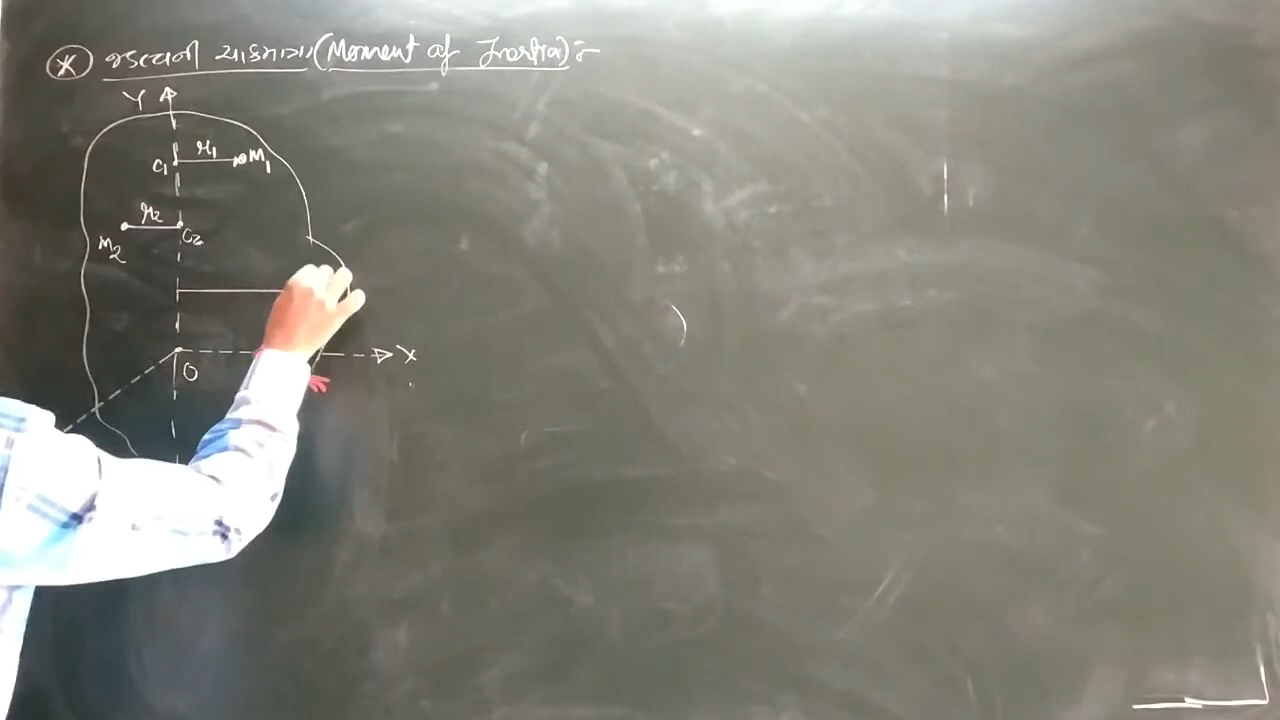 જડત્વની ચાકમાત્રા (Moment of Inertia) :-
Y
C₁ r₁ M₁
r₂
M₂ C₂
X
O